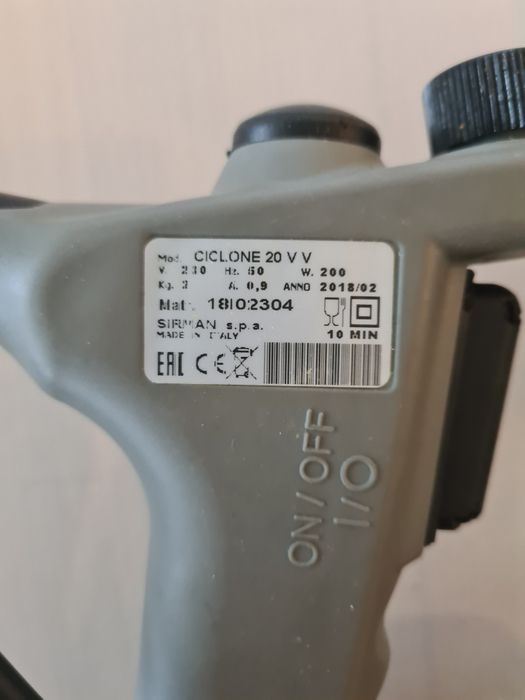 Mod. CICLONE 20 V V
V. 230 Hz. 50 W. 200
Kg. 3 A. 0,9 ANNO 2018/02
Matr. 18I02304
SIRMAN s.p.a.
MADE IN ITALY
10 MIN
EAC CE
ON / OFF
I / O